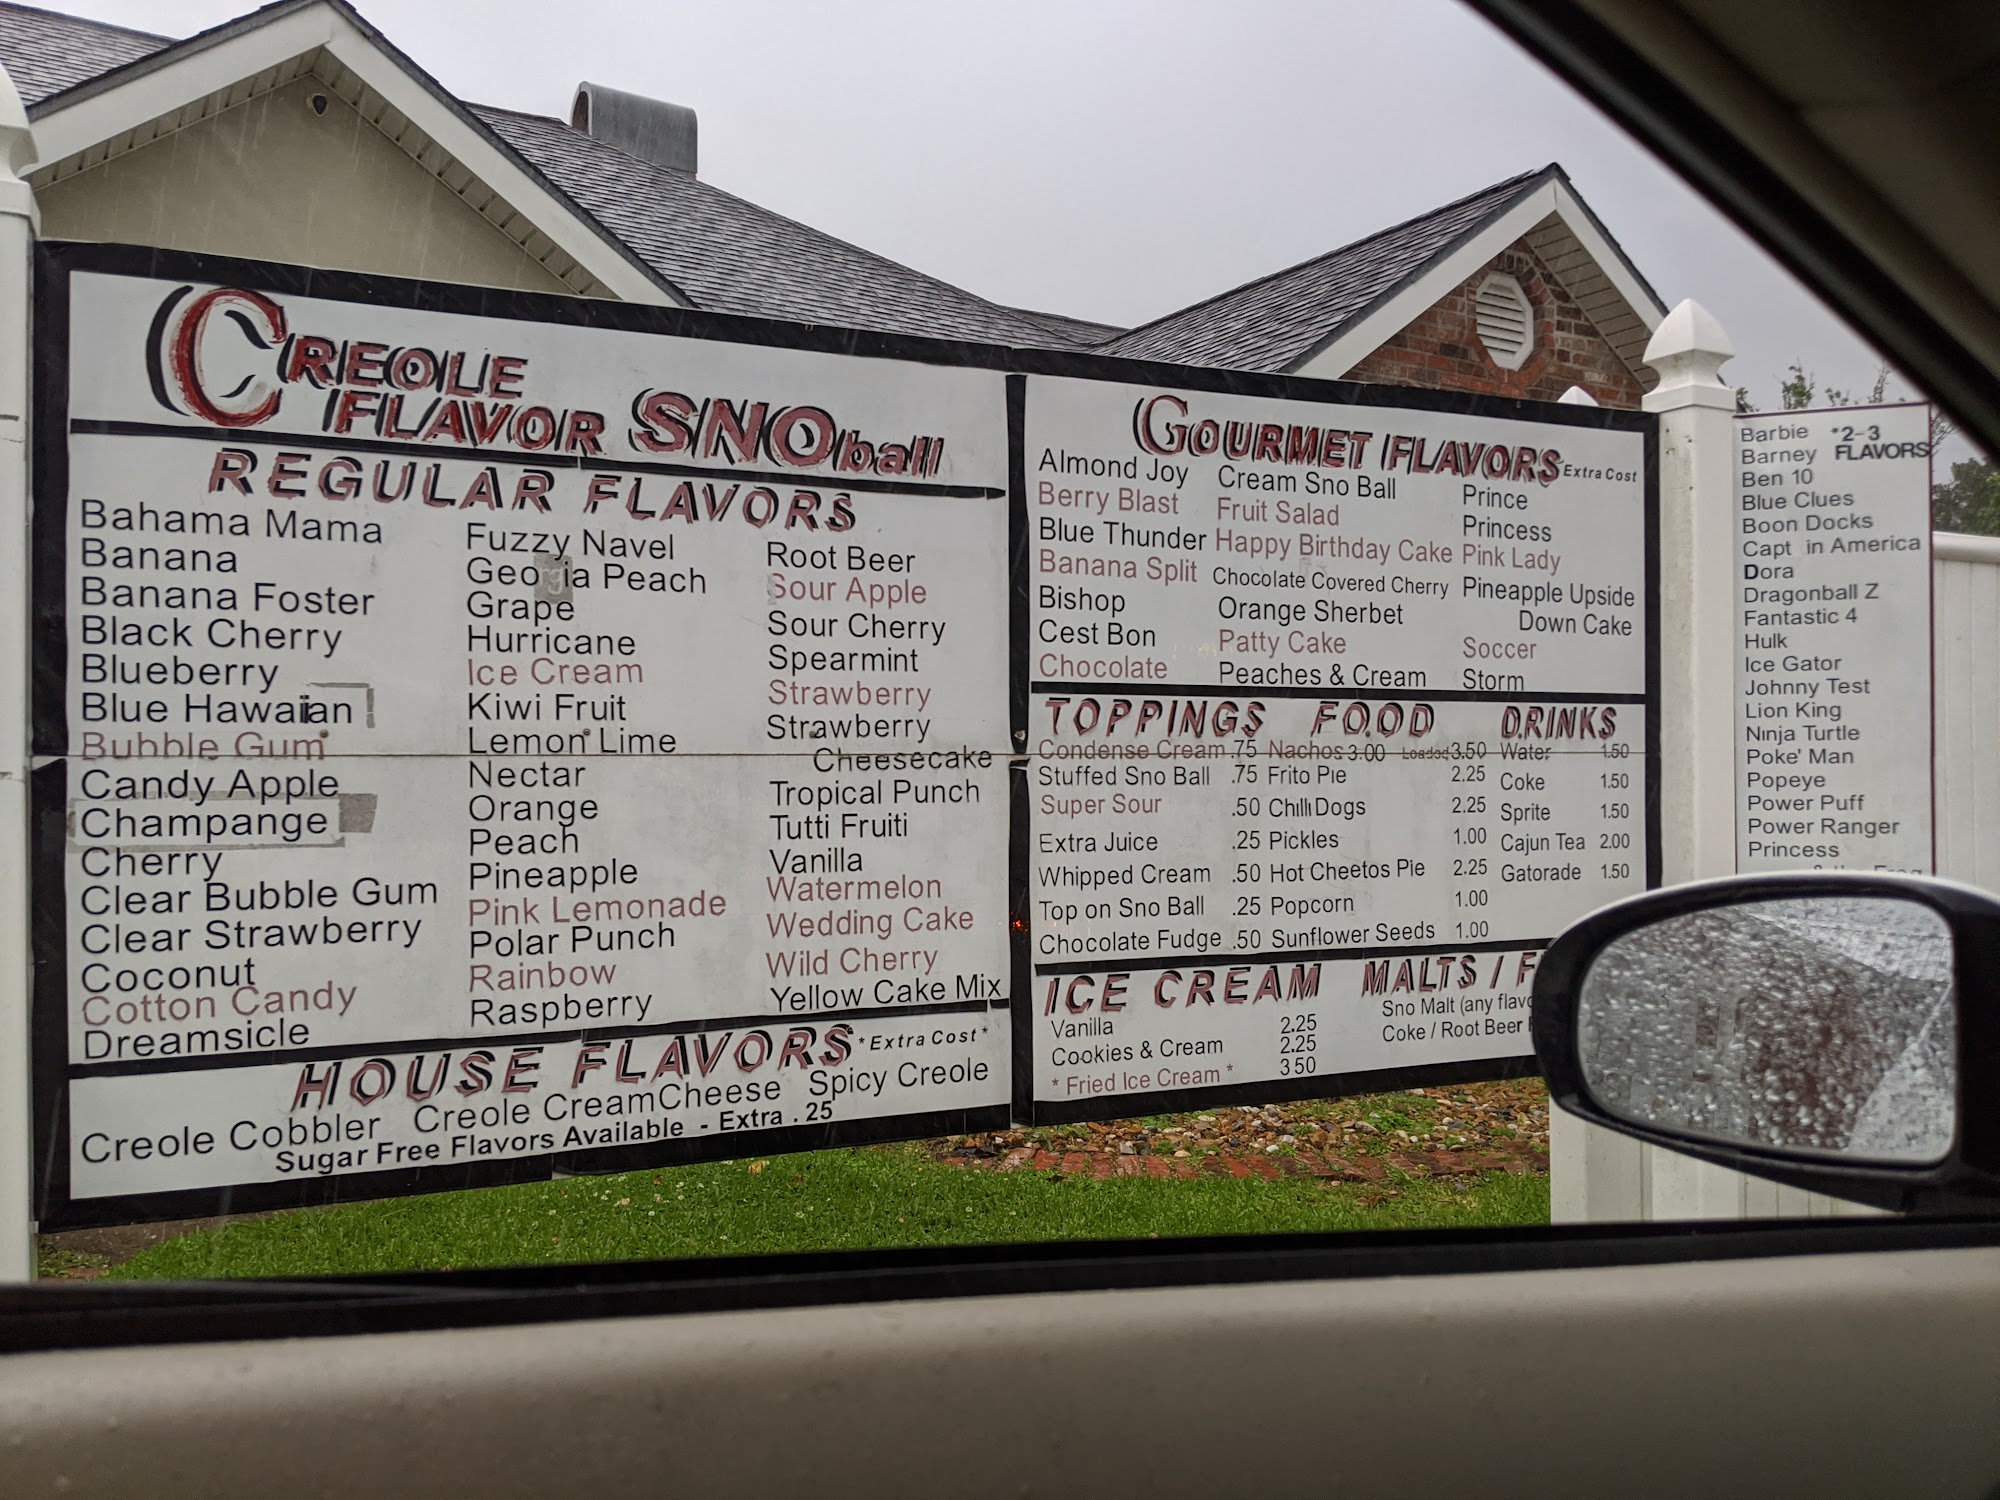 CREOLE
FLAVOR SNOball
REGULAR FLAVORS
Bahama Mama
Banana
Banana Foster
Black Cherry
Blueberry
Blue Hawaiian
Bubble Gum
Candy Apple
Champange
Cherry
Clear Bubble Gum
Clear Strawberry
Coconut
Cotton Candy
Dreamsicle
Fuzzy Navel
Georgia Peach
Grape
Hurricane
Ice Cream
Kiwi Fruit
Lemon Lime
Nectar
Orange
Peach
Pineapple
Pink Lemonade
Polar Punch
Rainbow
Raspberry
Root Beer
Sour Apple
Sour Cherry
Spearmint
Strawberry
Strawberry
Cheesecake
Tropical Punch
Tutti Fruiti
Vanilla
Watermelon
Wedding Cake
Wild Cherry
Yellow Cake Mix
HOUSE FLAVORS *Extra Cost*
Creole Cobbler Creole CreamCheese Spicy Creole
Sugar Free Flavors Available - Extra .25
GOURMET FLAVORS Extra Cost
Almond Joy
Berry Blast
Blue Thunder
Banana Split
Bishop
Cest Bon
Chocolate
Cream Sno Ball
Fruit Salad
Happy Birthday Cake
Chocolate Covered Cherry
Orange Sherbet
Patty Cake
Peaches & Cream
Prince
Princess
Pink Lady
Pineapple Upside
Down Cake
Soccer
Storm
TOPPINGS
Condense Cream .75
Stuffed Sno Ball .75
Super Sour .50
Extra Juice .25
Whipped Cream .50
Top on Sno Ball .25
Chocolate Fudge .50
FOOD
Nachos 3.00 Loaded 3.50
Frito Pie 2.25
Chilli Dogs 2.25
Pickles 1.00
Hot Cheetos Pie 2.25
Popcorn 1.00
Sunflower Seeds 1.00
DRINKS
Water 1.50
Coke 1.50
Sprite 1.50
Cajun Tea 2.00
Gatorade 1.50
ICE CREAM
Vanilla 2.25
Cookies & Cream 2.25
* Fried Ice Cream * 3 50
MALTS / F
Sno Malt (any flavo
Coke / Root Beer
*2-3
FLAVORS
Barbie
Barney
Ben 10
Blue Clues
Boon Docks
Capt in America
Dora
Dragonball Z
Fantastic 4
Hulk
Ice Gator
Johnny Test
Lion King
Ninja Turtle
Poke' Man
Popeye
Power Puff
Power Ranger
Princess